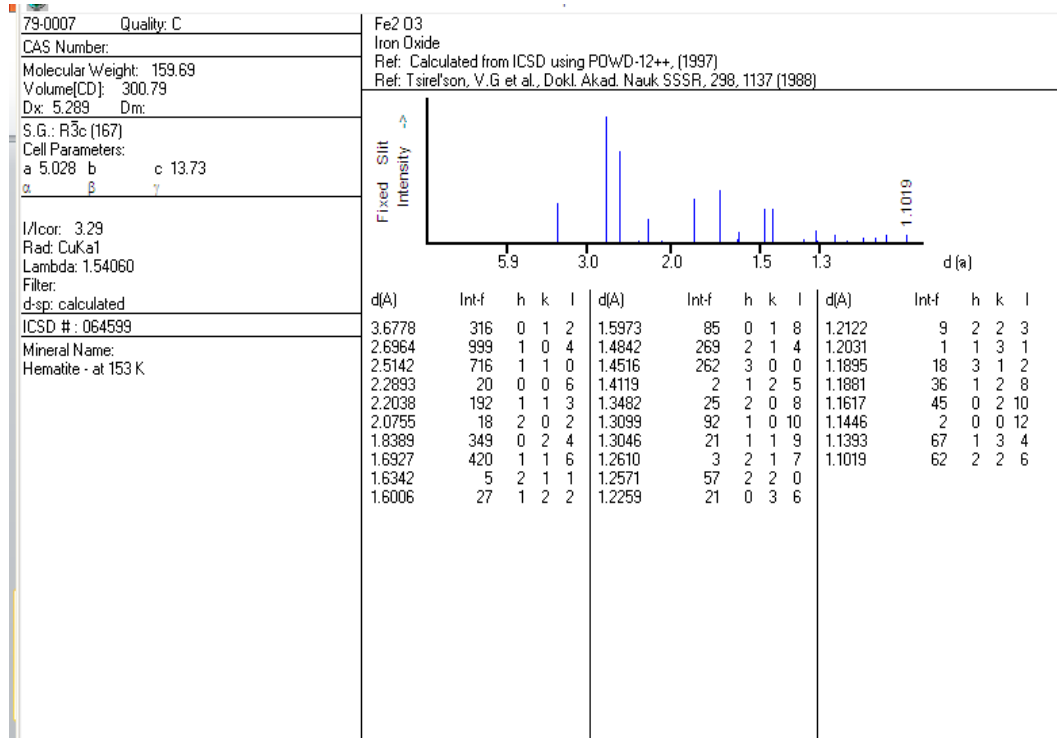 79-0007 Quality: C
CAS Number:
Molecular Weight: 159.69
Volume[CD]: 300.79
Dx: 5.289 Dm:
S.G.: R3̅c (167)
Cell Parameters:
a 5.028 b c 13.73
α β γ
I/Icor: 3.29
Rad: CuKa1
Lambda: 1.54060
Filter:
d-sp: calculated
ICSD # : 064599
Mineral Name:
Hematite - at 153 K
Fe2 O3
Iron Oxide
Ref: Calculated from ICSD using POWD-12++, (1997)
Ref: Tsirel'son, V.G et al., Dokl. Akad. Nauk SSSR, 298, 1137 (1988)
Fixed Slit
Intensity ->
1.1019
5.9 3.0 2.0 1.5 1.3 d (a)
d(A) Int-f h k l
3.6778 316 0 1 2
2.6964 999 1 0 4
2.5142 716 1 1 0
2.2893 20 0 0 6
2.2038 192 1 1 3
2.0755 18 2 0 2
1.8389 349 0 2 4
1.6927 420 1 1 6
1.6342 5 2 1 1
1.6006 27 1 2 2
d(A) Int-f h k l
1.5973 85 0 1 8
1.4842 269 2 1 4
1.4516 262 3 0 0
1.4119 2 1 2 5
1.3482 25 2 0 8
1.3099 92 1 0 10
1.3046 21 1 1 9
1.2610 3 2 1 7
1.2571 57 2 2 0
1.2259 21 0 3 6
d(A) Int-f h k l
1.2122 9 2 2 3
1.2031 1 1 3 1
1.1895 18 3 1 2
1.1881 36 1 2 8
1.1617 45 0 2 10
1.1446 2 0 0 12
1.1393 67 1 3 4
1.1019 62 2 2 6